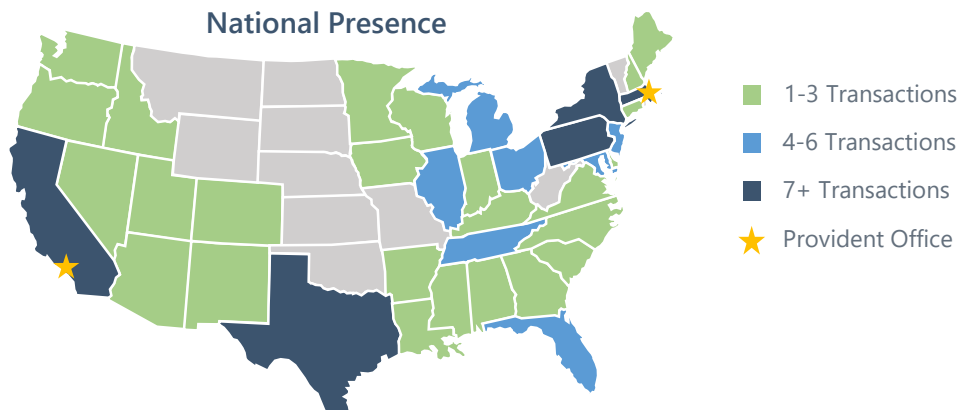 National Presence
1-3 Transactions
4-6 Transactions
7+ Transactions
Provident Office